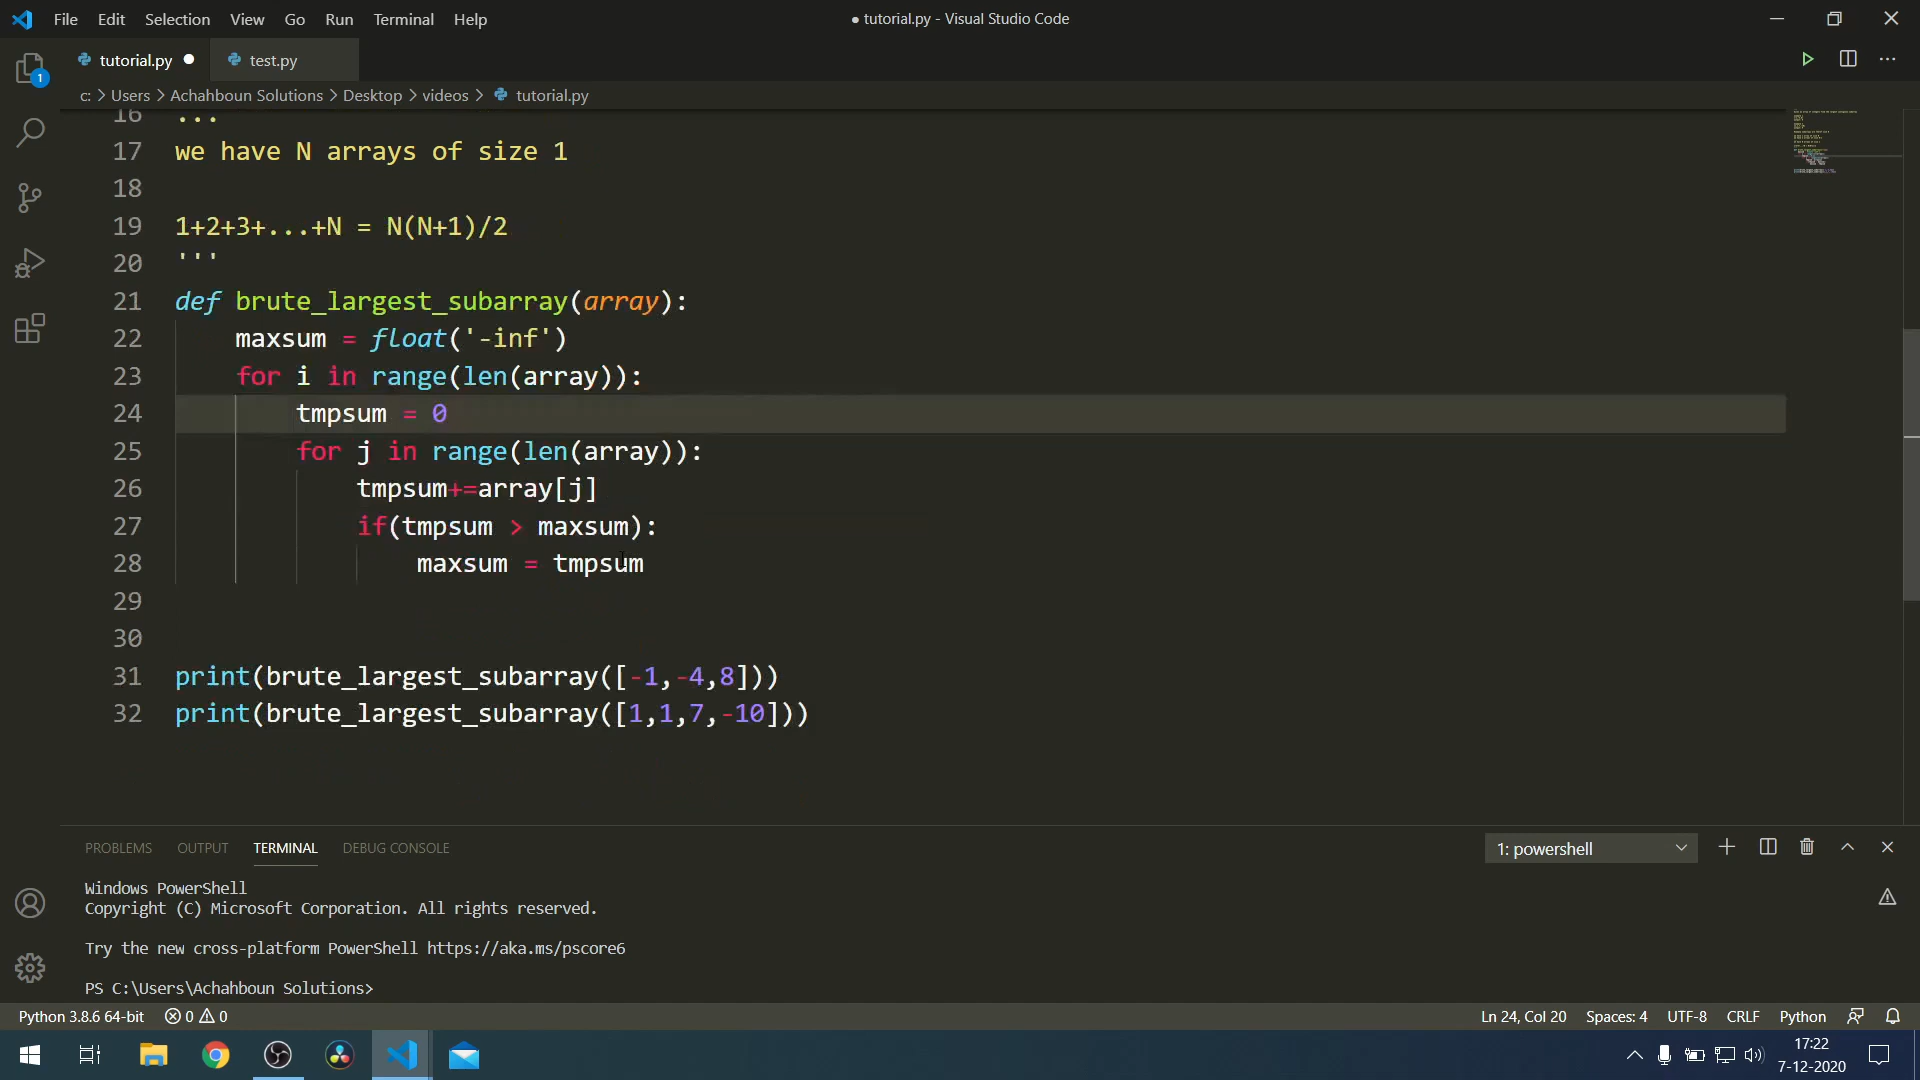 File Edit Selection View Go Run Terminal Help
● tutorial.py - Visual Studio Code
tutorial.py ●
test.py
1
c: > Users > Achahboun Solutions > Desktop > videos > tutorial.py
16 ...
17 we have N arrays of size 1
18
19 1+2+3+...+N = N(N+1)/2
20 '''
21 def brute_largest_subarray(array):
22 maxsum = float('-inf')
23 for i in range(len(array)):
24 tmpsum = 0
25 for j in range(len(array)):
26 tmpsum+=array[j]
27 if(tmpsum > maxsum):
28 maxsum = tmpsum
29
30
31 print(brute_largest_subarray([-1,-4,8]))
32 print(brute_largest_subarray([1,1,7,-10]))
PROBLEMS OUTPUT TERMINAL DEBUG CONSOLE
1: powershell
Windows PowerShell
Copyright (C) Microsoft Corporation. All rights reserved.
Try the new cross-platform PowerShell https://aka.ms/pscore6
PS C:\Users\Achahboun Solutions>
Python 3.8.6 64-bit 0 0
Ln 24, Col 20 Spaces: 4 UTF-8 CRLF Python
17:22
7-12-2020